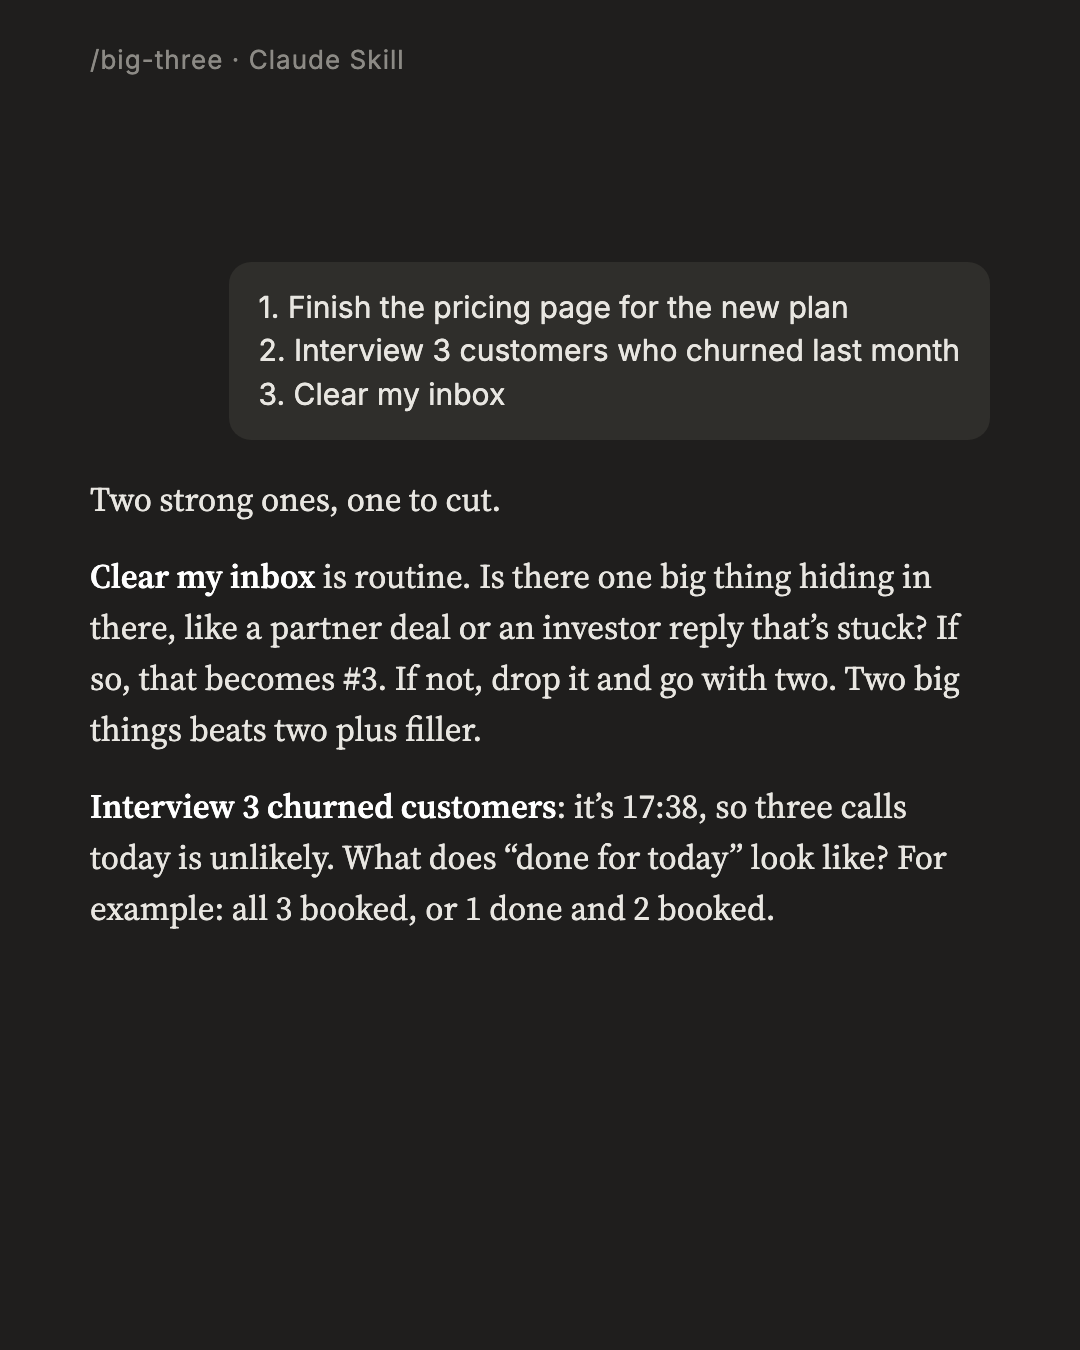 /big-three · Claude Skill
1. Finish the pricing page for the new plan
2. Interview 3 customers who churned last month
3. Clear my inbox
Two strong ones, one to cut.
Clear my inbox is routine. Is there one big thing hiding in
there, like a partner deal or an investor reply that’s stuck? If
so, that becomes #3. If not, drop it and go with two. Two big
things beats two plus filler.
Interview 3 churned customers: it’s 17:38, so three calls
today is unlikely. What does “done for today” look like? For
example: all 3 booked, or 1 done and 2 booked.